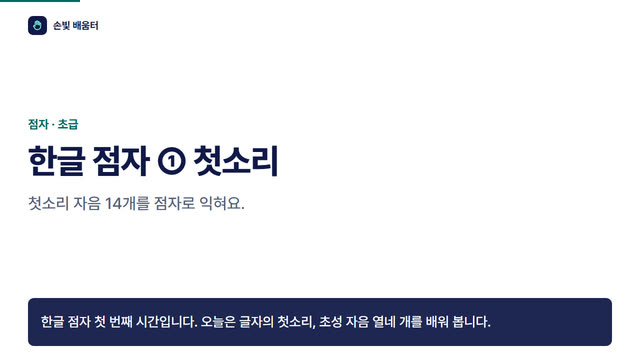 손빛 배움터
점자 · 초급
한글 점자 ① 첫소리
첫소리 자음 14개를 점자로 익혀요.
한글 점자 첫 번째 시간입니다. 오늘은 글자의 첫소리, 초성 자음 열네 개를 배워 봅니다.